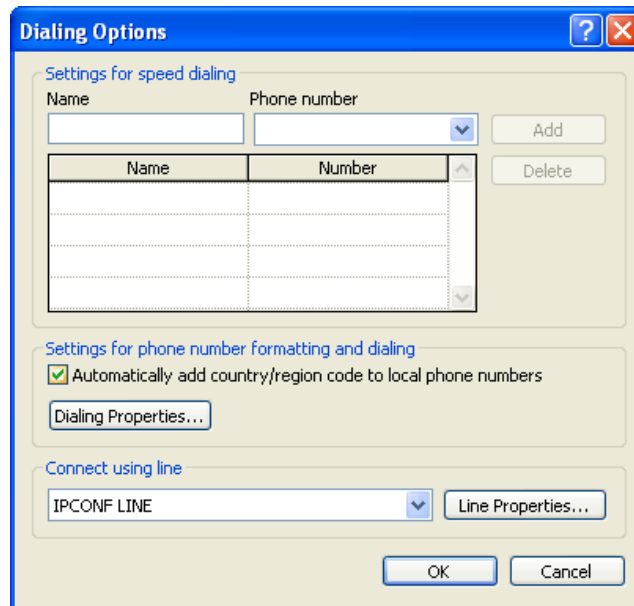 Dialing Options
Settings for speed dialing
Name Phone number
Add
Name Number
Delete
Settings for phone number formatting and dialing
Automatically add country/region code to local phone numbers
Dialing Properties...
Connect using line
IPCONF LINE Line Properties...
OK Cancel